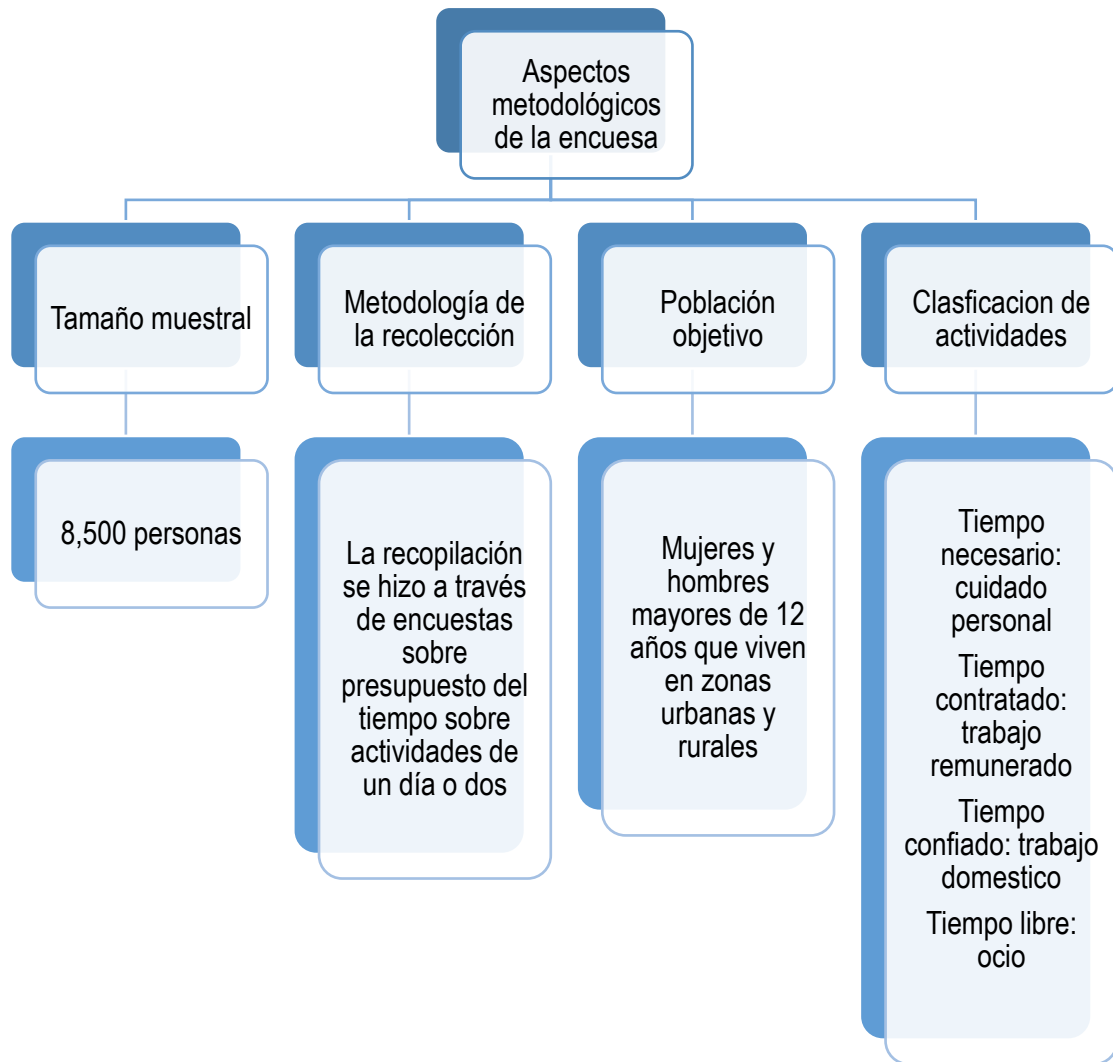 Aspectos
metodológicos
de la encuesa
Tamaño muestral
Metodología de
la recolección
Población
objetivo
Clasficacion de
actividades
8,500 personas
La recopilación
se hizo a través
de encuestas
sobre
presupuesto del
tiempo sobre
actividades de
un día o dos
Mujeres y
hombres
mayores de 12
años que viven
en zonas
urbanas y
rurales
Tiempo
necesario:
cuidado
personal
Tiempo
contratado:
trabajo
remunerado
Tiempo
confiado: trabajo
domestico
Tiempo libre:
ocio